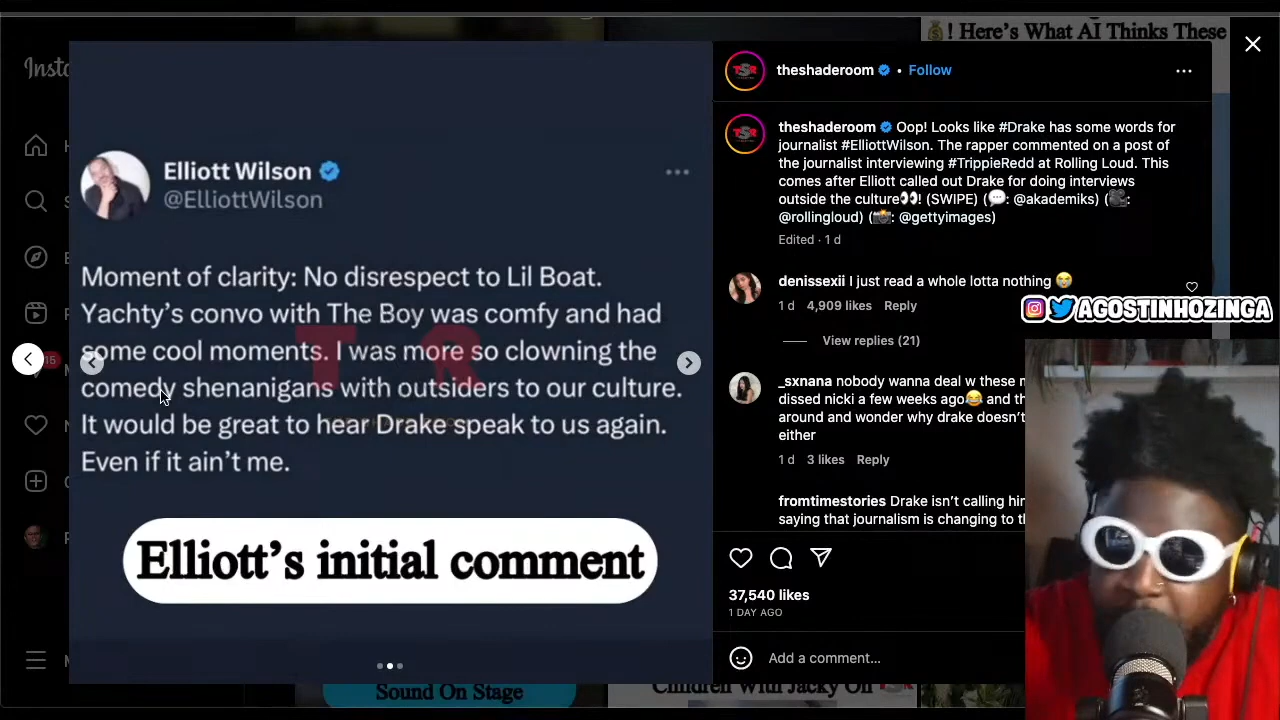 ! Here's What AI Thinks These
Insta
Elliott Wilson
@ElliottWilson
Moment of clarity: No disrespect to Lil Boat.
Yachty's convo with The Boy was comfy and had
some cool moments. I was more so clowning the
comedy shenanigans with outsiders to our culture.
It would be great to hear Drake speak to us again.
Even if it ain't me.
TSR
Elliott's initial comment
Sound On Stage
Children With Jacky Oh
theshaderoom • Follow
theshaderoom Oop! Looks like #Drake has some words for
journalist #ElliottWilson. The rapper commented on a post of
the journalist interviewing #TrippieRedd at Rolling Loud. This
comes after Elliott called out Drake for doing interviews
outside the culture👀! (SWIPE) (💬: @akademiks) (🎥:
@rollingloud) (📸: @gettyimages)
Edited · 1 d
denissexii I just read a whole lotta nothing 😭
1 d 4,909 likes Reply
View replies (21)
_sxnana nobody wanna deal w these
dissed nicki a few weeks ago😂 and th
around and wonder why drake doesn't
either
1 d 3 likes Reply
fromtimestories Drake isn't calling
saying that journalism is changing to
37,540 likes
1 DAY AGO
Add a comment...
AGOSTINHOZINGA